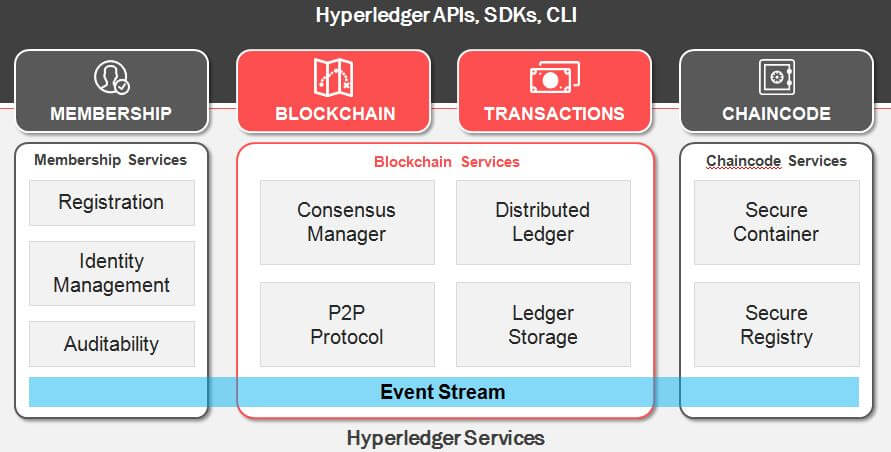 Hyperledger APIs, SDKs, CLI
MEMBERSHIP
BLOCKCHAIN
TRANSACTIONS
CHAINCODE
Membership Services
Registration
Identity
Management
Auditability
Blockchain Services
Consensus
Manager
Distributed
Ledger
P2P
Protocol
Ledger
Storage
Chaincode Services
Secure
Container
Secure
Registry
Event Stream
Hyperledger Services